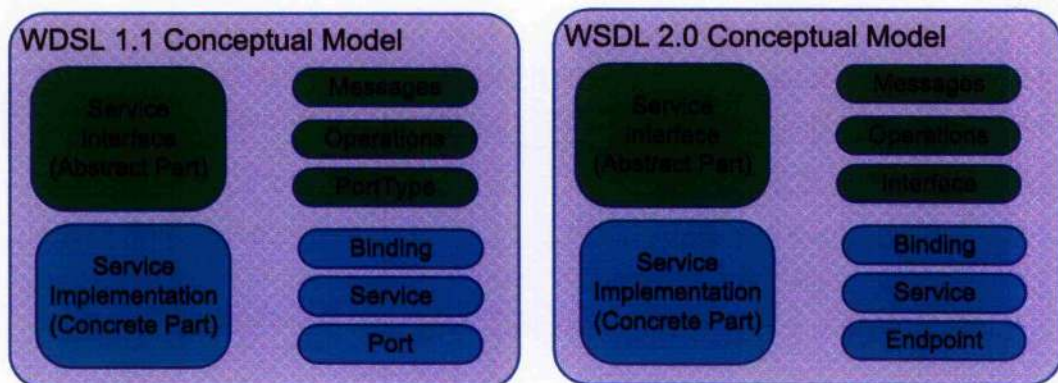 WDSL 1.1 Conceptual Model
Service
Interface
(Abstract Part)
Messages
Operations
PortType
Service
Implementation
(Concrete Part)
Binding
Service
Port
WSDL 2.0 Conceptual Model
Service
Interface
(Abstract Part)
Messages
Operations
Interface
Service
Implementation
(Concrete Part)
Binding
Service
Endpoint